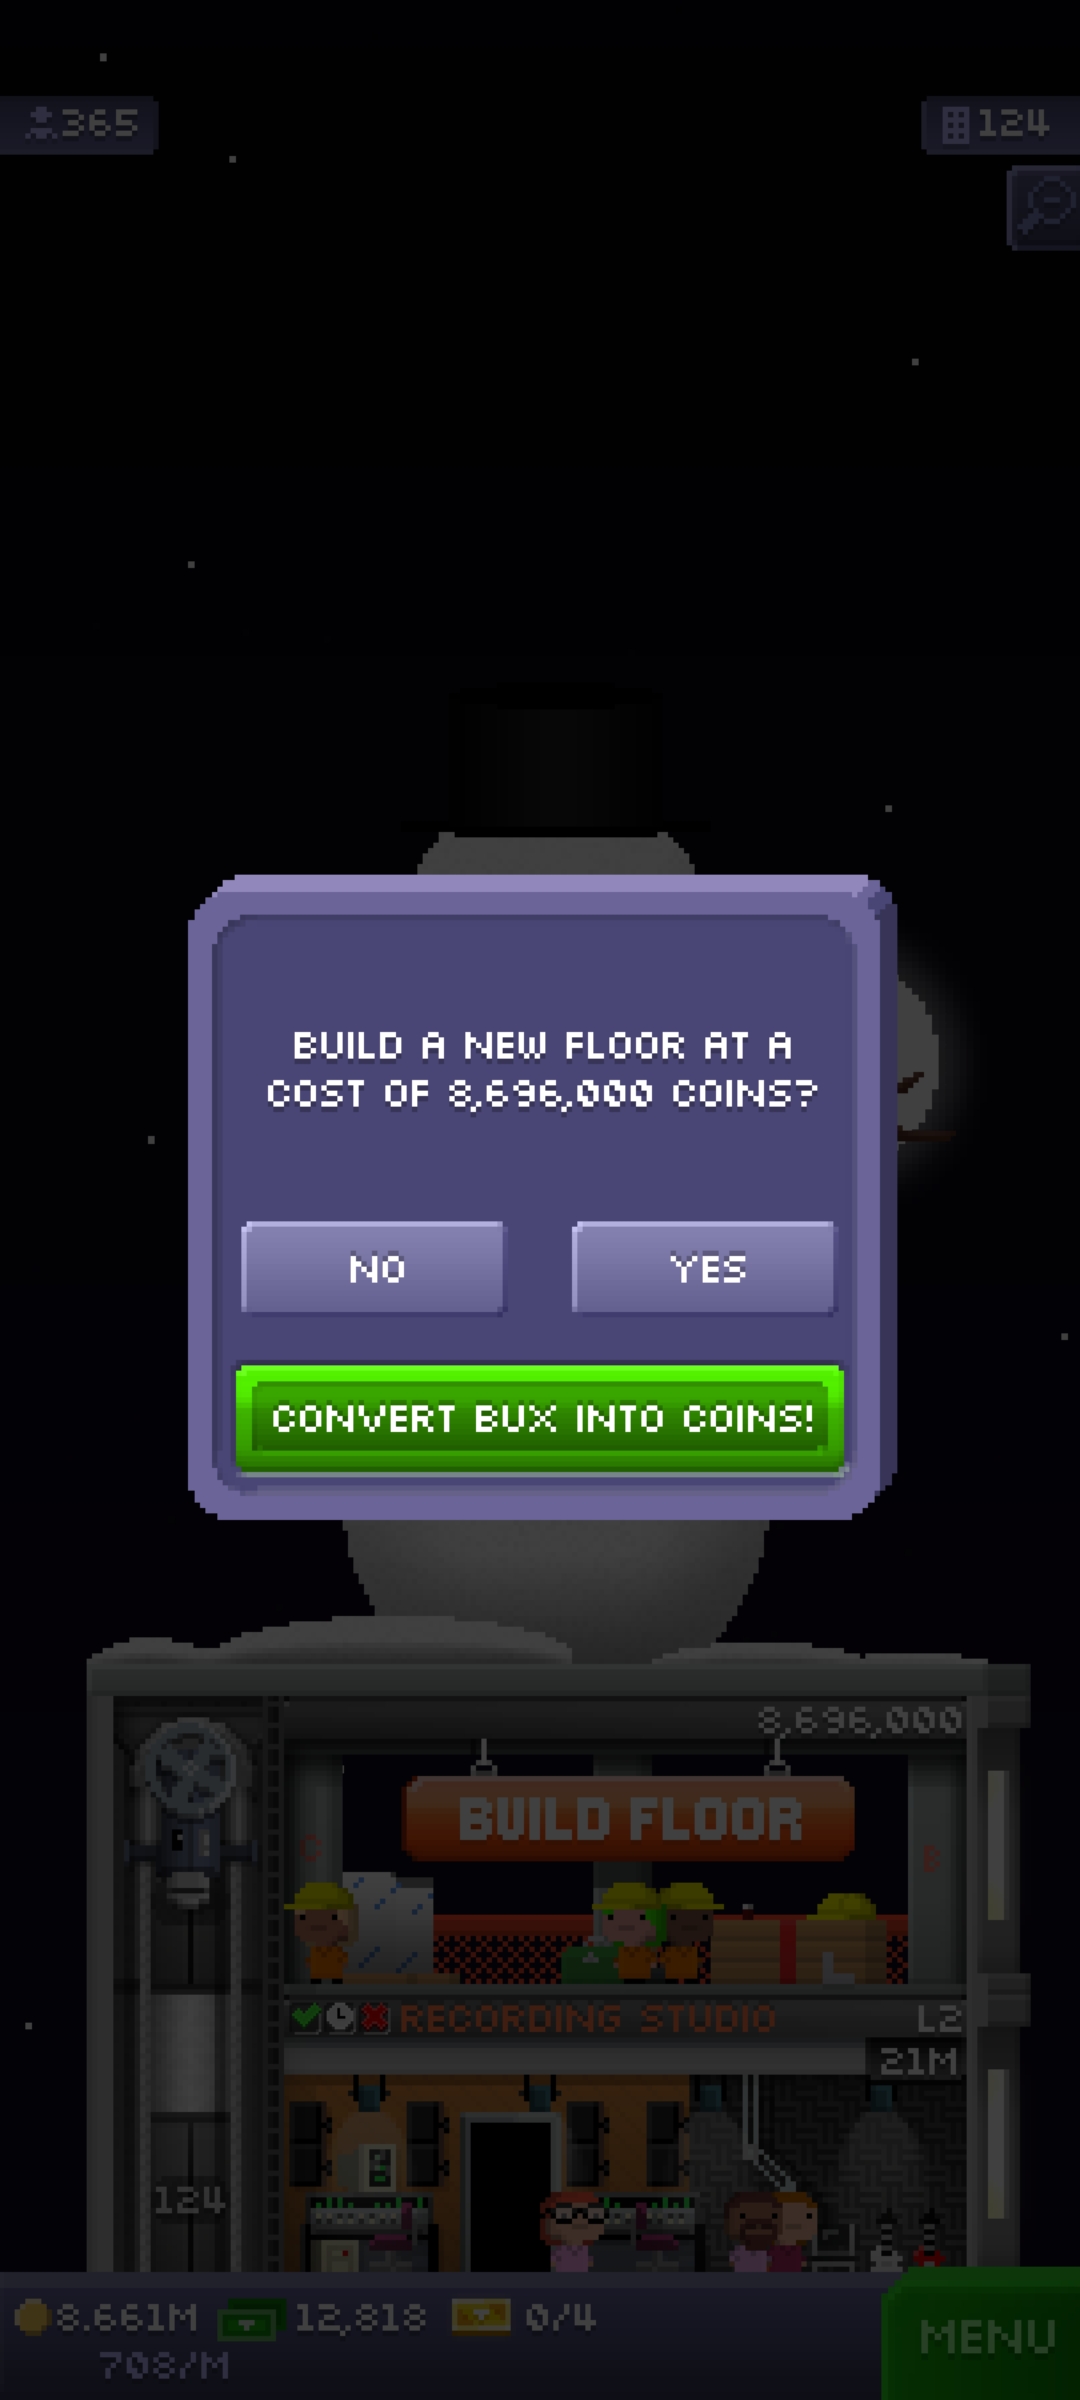 365
124
BUILD A NEW FLOOR AT A
COST OF 8,696,000 COINS?
NO
YES
CONVERT BUX INTO COINS!
8,696,000
BUILD FLOOR
C
B
RECORDING STUDIO
L2
21M
124
8.661M
12,818
0/4
708/M
MENU